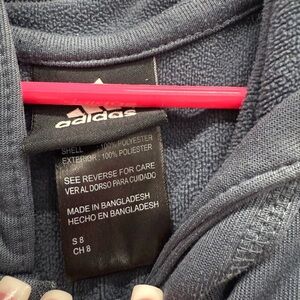 adidas
SHELL : 100% POLYESTER
EXTERIOR : 100% POLIESTER
SEE REVERSE FOR CARE
VER AL DORSO PARA CUIDADO
MADE IN BANGLADESH
HECHO EN BANGLADESH
S 8
CH 8